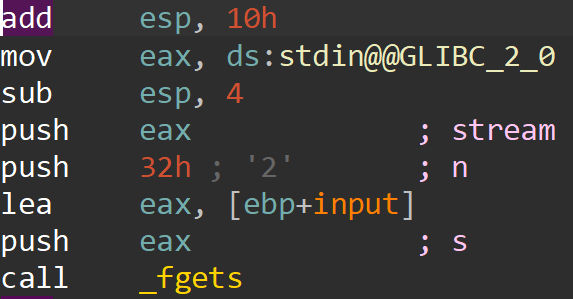 add esp, 10h
mov eax, ds:stdin@@GLIBC_2_0
sub esp, 4
push eax ; stream
push 32h ; '2' ; n
lea eax, [ebp+input]
push eax ; s
call _fgets